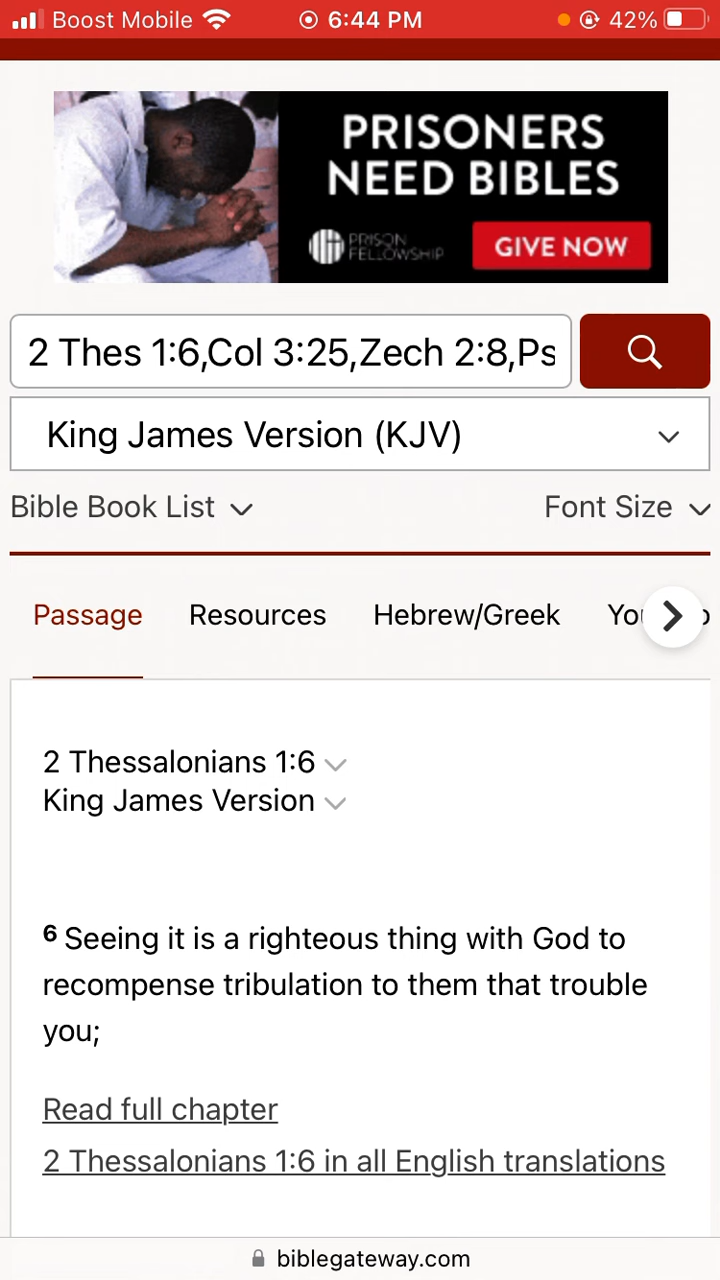 Boost Mobile 6:44 PM 42%
PRISONERS
NEED BIBLES
PRISON
FELLOWSHIP
GIVE NOW
2 Thes 1:6,Col 3:25,Zech 2:8,Ps
King James Version (KJV)
Bible Book List Font Size
Passage Resources Hebrew/Greek
2 Thessalonians 1:6
King James Version
6 Seeing it is a righteous thing with God to
recompense tribulation to them that trouble
you;
Read full chapter
2 Thessalonians 1:6 in all English translations
biblegateway.com